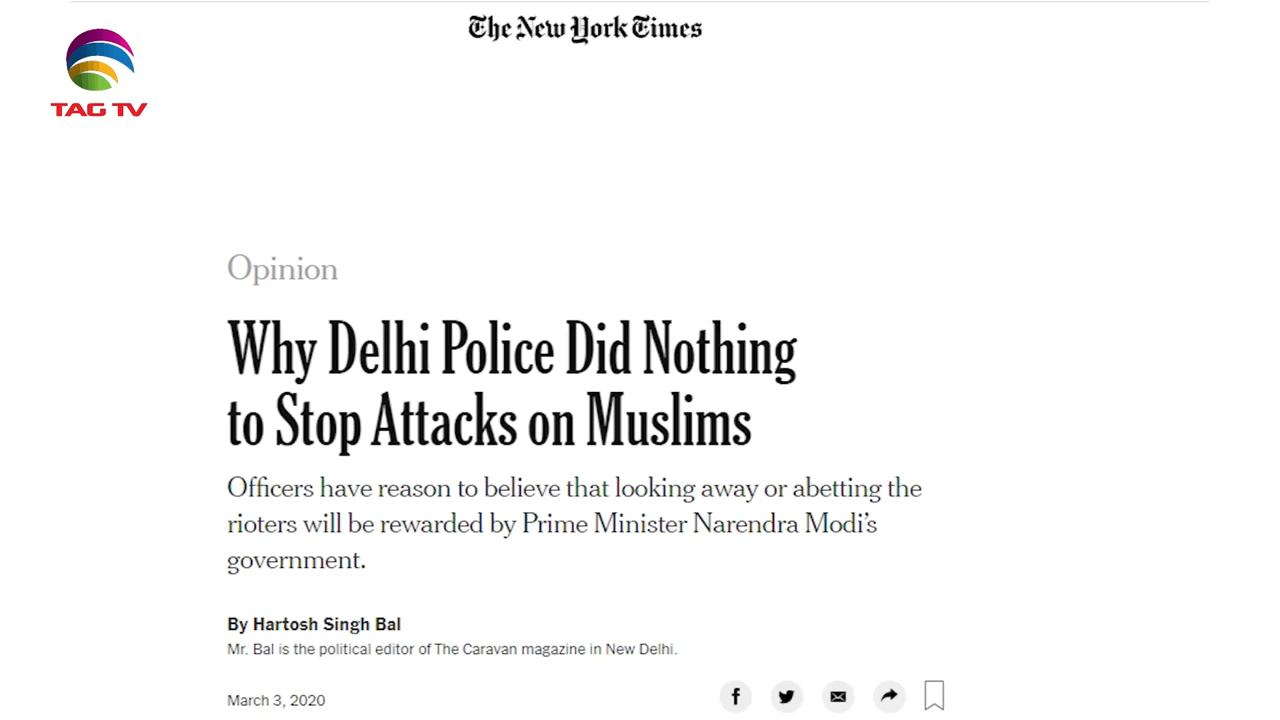 The New York Times
TAG TV
Opinion
Why Delhi Police Did Nothing
to Stop Attacks on Muslims
Officers have reason to believe that looking away or abetting the
rioters will be rewarded by Prime Minister Narendra Modi’s
government.
By Hartosh Singh Bal
Mr. Bal is the political editor of The Caravan magazine in New Delhi.
March 3, 2020